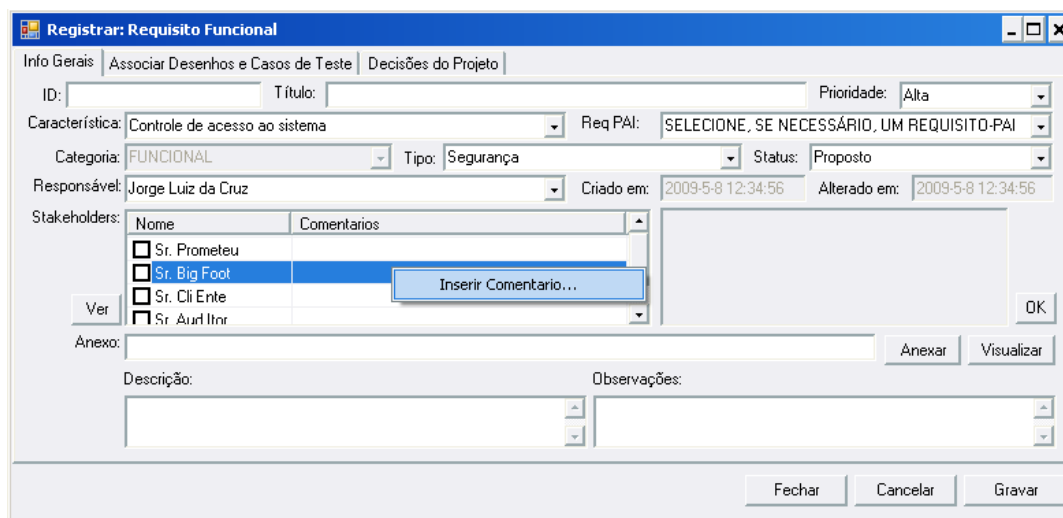 Registrar: Requisito Funcional
Info Gerais Associar Desenhos e Casos de Teste Decisões do Projeto
ID: Título: Prioridade: Alta
Característica: Controle de acesso ao sistema Req PAI: SELECIONE, SE NECESSÁRIO, UM REQUISITO-PAI
Categoria: FUNCIONAL Tipo: Segurança Status: Proposto
Responsável: Jorge Luiz da Cruz Criado em: 2009-5-8 12:34:56 Alterado em: 2009-5-8 12:34:56
Stakeholders: Nome Comentarios
Sr. Prometeu
Sr. Big Foot
Inserir Comentario...
Sr. Cli Ente
Ver Sr. Aud Itor OK
Anexo: Anexar Visualizar
Descrição: Observações:
Fechar Cancelar Gravar